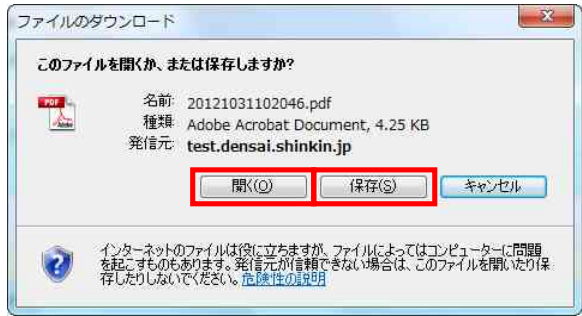 ファイルのダウンロード
このファイルを開くか、または保存しますか?
PDF
Adobe
名前: 20121031102046.pdf
種類: Adobe Acrobat Document, 4.25 KB
発信元: test.densai.shinkin.jp
開く(O) 保存(S) キャンセル
インターネットのファイルは役に立ちますが、ファイルによってはコンピューターに問題
を起こすものもあります。発信元が信頼できない場合は、このファイルを開いたり保
存したりしないでください。危険性の説明